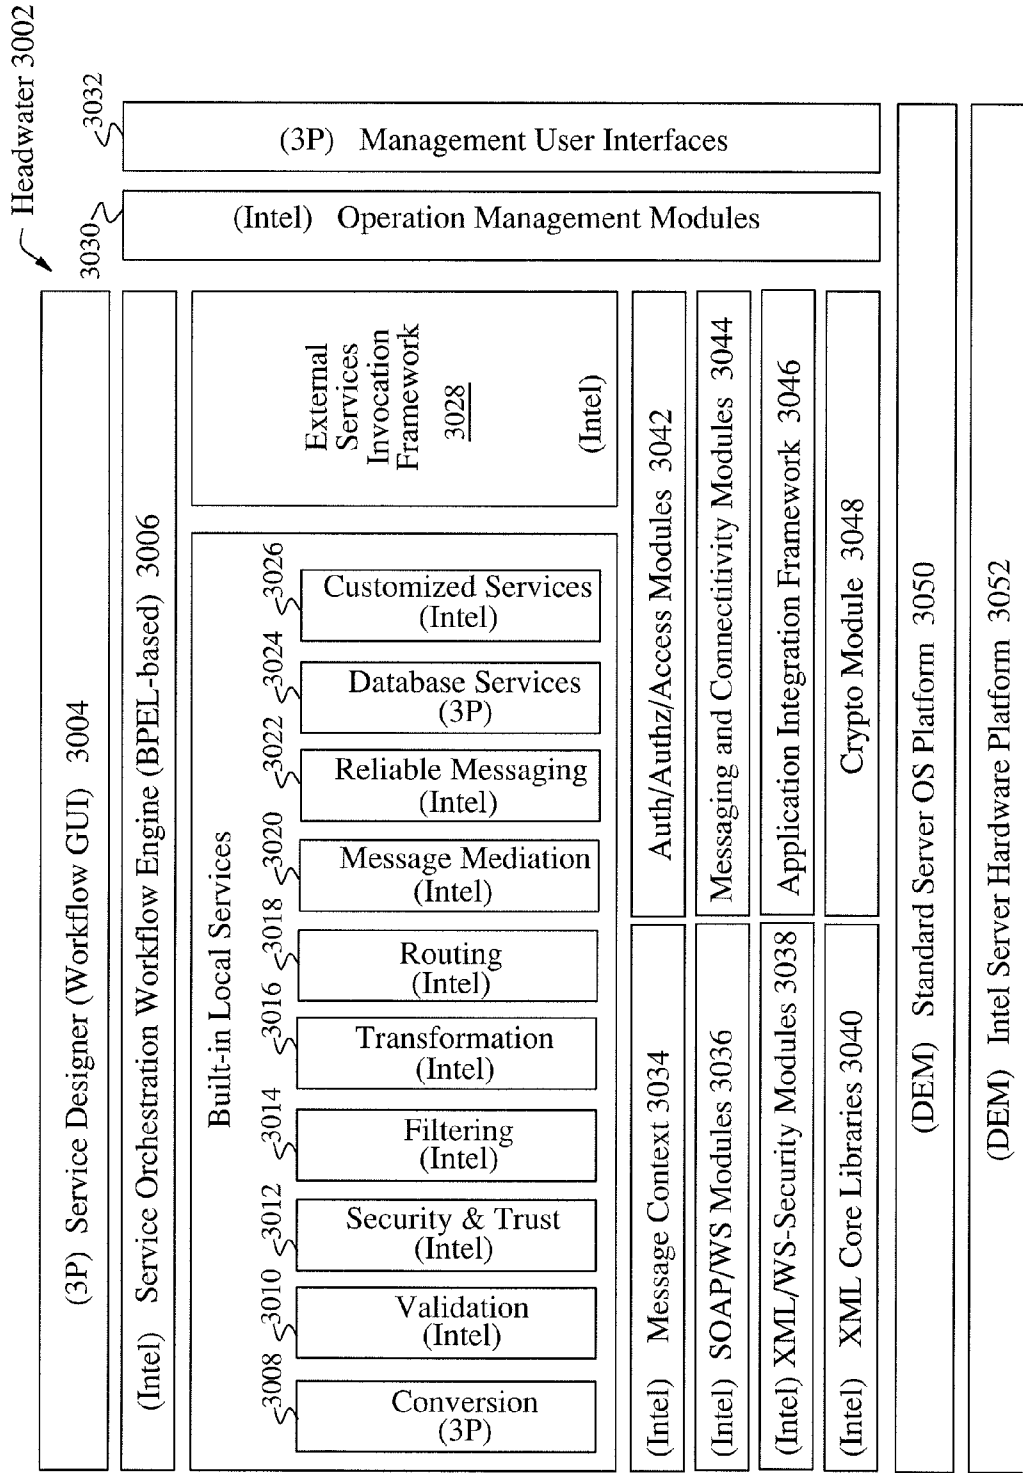 Headwater 3002
(3P) Service Designer (Workflow GUI) 3004
(Intel) Service Orchestration Workflow Engine (BPEL-based) 3006
Built-in Local Services
3008
Conversion
(3P)
3010
Validation
(Intel)
3012
Security & Trust
(Intel)
3014
Filtering
(Intel)
3016
Transformation
(Intel)
3018
Routing
(Intel)
3020
Message Mediation
(Intel)
3022
Reliable Messaging
(Intel)
3024
Database Services
(3P)
3026
Customized Services
(Intel)
External
Services
Invocation
Framework
3028
(Intel)
3030
(Intel) Operation Management Modules
3032
(3P) Management User Interfaces
(Intel) Message Context 3034
Auth/Authz/Access Modules 3042
(Intel) SOAP/WS Modules 3036
Messaging and Connectitivity Modules 3044
(Intel) XML/WS-Security Modules 3038
Application Integration Framework 3046
(Intel) XML Core Libraries 3040
Crypto Module 3048
(DEM) Standard Server OS Platform 3050
(DEM) Intel Server Hardware Platform 3052